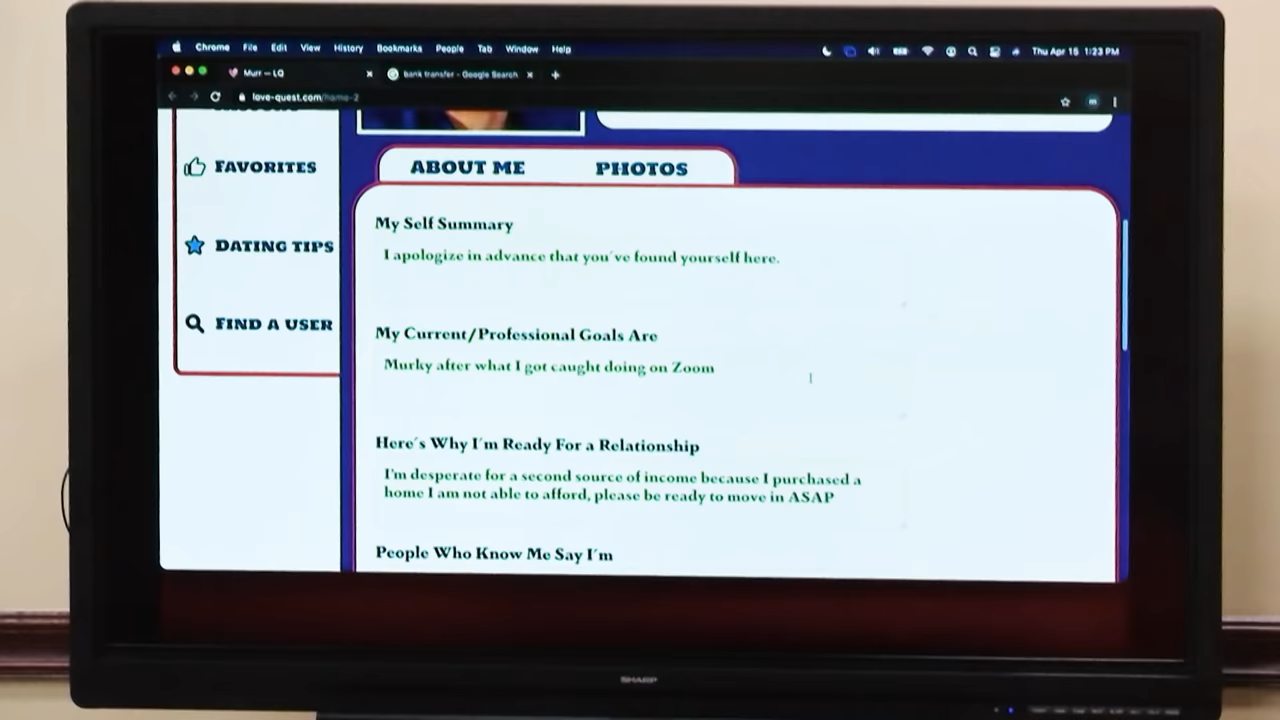 Chrome File Edit View History Bookmarks People Tab Window Help
Thu Apr 15 1:23 PM
Murr — LQ
bank transfer - Google Search
love-quest.com/home-2
FAVORITES
DATING TIPS
FIND A USER
ABOUT ME PHOTOS
My Self Summary
I apologize in advance that you've found yourself here.
My Current/Professional Goals Are
Murky after what I got caught doing on Zoom
Here's Why I'm Ready For a Relationship
I'm desperate for a second source of income because I purchased a
home I am not able to afford, please be ready to move in ASAP
People Who Know Me Say I'm
SHARP